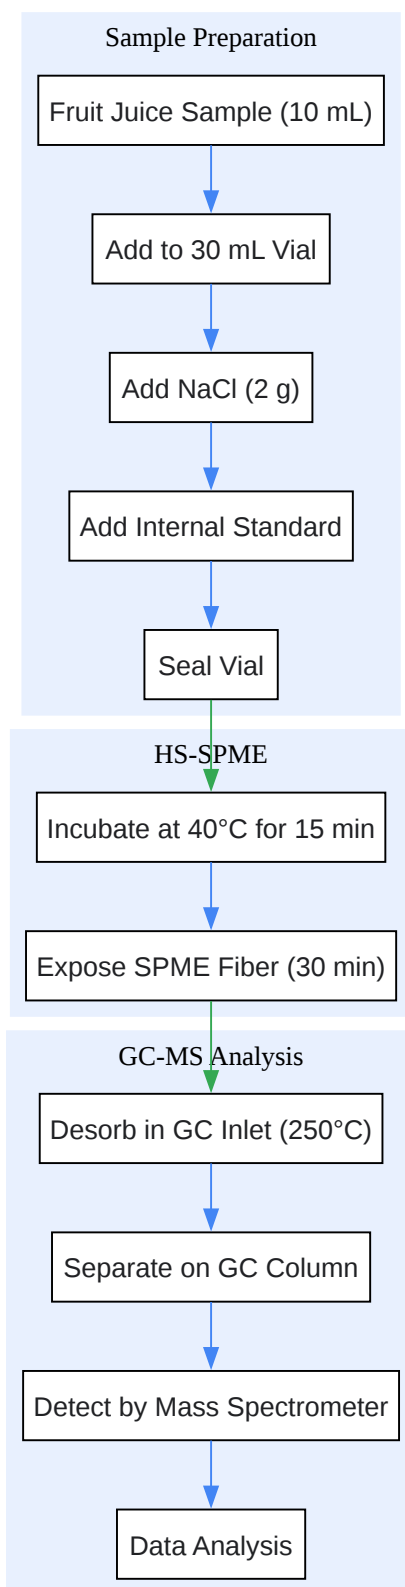 Sample Preparation
Fruit Juice Sample (10 mL)
Add to 30 mL Vial
Add NaCl (2 g)
Add Internal Standard
Seal Vial
HS-SPME
Incubate at 40°C for 15 min
Expose SPME Fiber (30 min)
GC-MS Analysis
Desorb in GC Inlet (250°C)
Separate on GC Column
Detect by Mass Spectrometer
Data Analysis